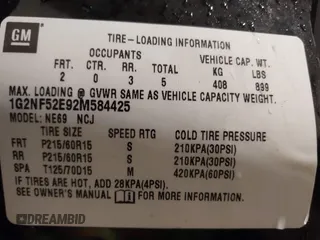 GM
TIRE-LOADING INFORMATION
OCCUPANTS VEHICLE CAP. WT.
FRT. CTR. RR. TOTAL KG LBS
2 0 3 5 408 899
MAX. LOADING @ GVWR SAME AS VEHICLE CAPACITY WEIGHT.
1G2NF52E92M584425
MODEL: NE69 NCJ
TIRE SIZE SPEED RTG COLD TIRE PRESSURE
FRT P215/60R15 S 210KPA(30PSI)
RR P215/60R15 S 210KPA(30PSI)
SPA T125/70D15 M 420KPA(60PSI)
IF TIRES ARE HOT, ADD 28KPA(4PSI).
SEE OWNER'S MANUAL FOR MORE INFORMATION.
DREAMBID